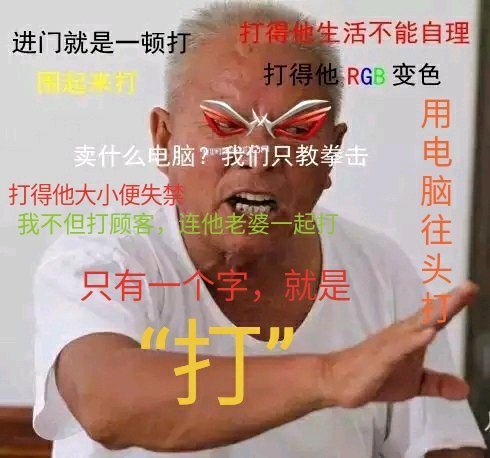 进门就是一顿打
打得他生活不能自理
围起来打
打得他 RGB 变色
用电脑往头打
卖什么电脑？我们只教拳击
打得他大小便失禁
我不但打顾客，连他老婆一起打
只有一个字，就是
“打”